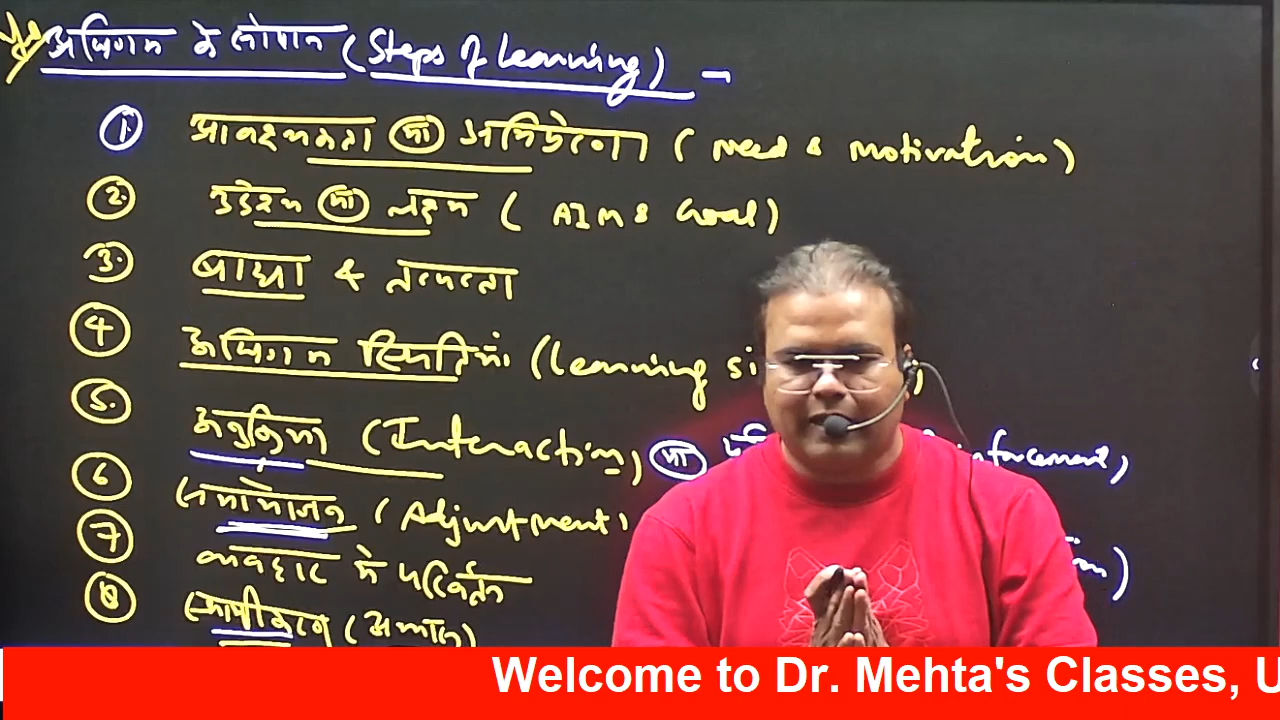 अधिगम के सोपान (Steps of Learning) -
1. आवश्यकता या अभिप्रेरणा (Need & Motivation)
2. उद्देश्य या लक्ष्य (AIM & Goal)
3. बाधा & तत्परता
4 अधिगम स्थितियां (Learning
5. अनुक्रिया (Interaction) या
6 समायोजन (Adjustment)
7 व्यवहार में परिवर्तन
8 स्थायीकरण
Welcome to Dr. Mehta's Classes, U